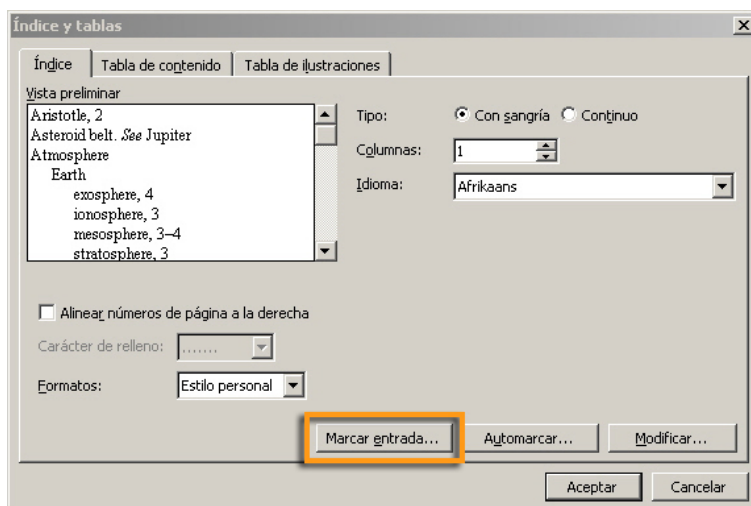 Índice y tablas
Índice
Tabla de contenido
Tabla de ilustraciones
Vista preliminar
Aristotle, 2
Asteroid belt. See Jupiter
Atmosphere
Earth
exosphere, 4
ionosphere, 3
mesosphere, 3–4
stratosphere, 3
Tipo:
Con sangría
Continuo
Columnas:
1
Idioma:
Afrikaans
Alinear números de página a la derecha
Carácter de relleno:
.......
Formatos:
Estilo personal
Marcar entrada...
Automarcar...
Modificar...
Aceptar
Cancelar